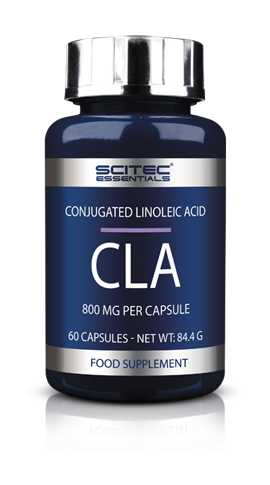 SCITEC®
ESSENTIALS
CONJUGATED LINOLEIC ACID
CLA
800 MG PER CAPSULE
60 CAPSULES - NET WT: 84.4 G
FOOD SUPPLEMENT